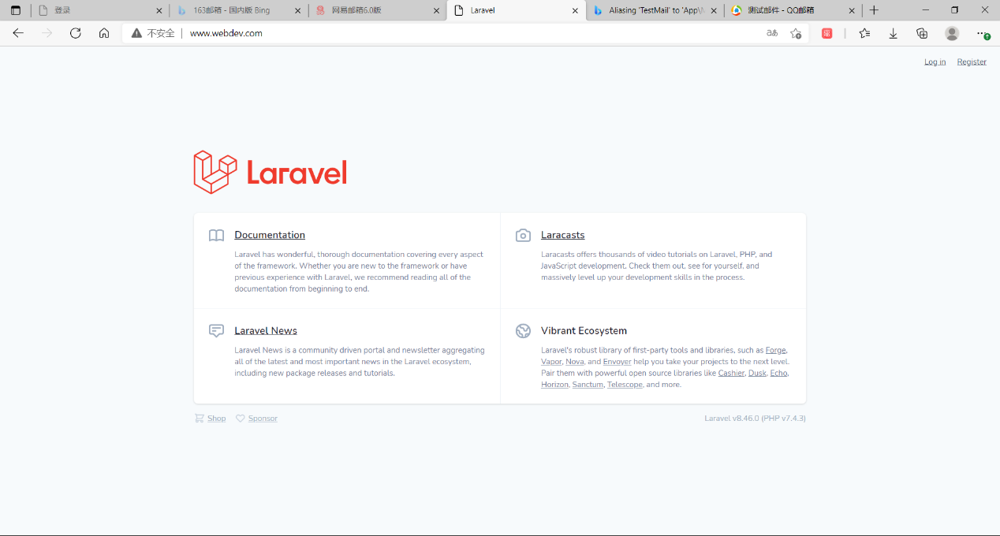 登录
163邮箱 - 国内版 Bing
网易邮箱6.0版
Laravel
Aliasing 'TestMail' to 'App\M
测试邮件 - QQ邮箱
不安全
www.webdev.com
Log in Register
Laravel
Documentation
Laravel has wonderful, thorough documentation covering every aspect
of the framework. Whether you are new to the framework or have
previous experience with Laravel, we recommend reading all of the
documentation from beginning to end.
Laracasts
Laracasts offers thousands of video tutorials on Laravel, PHP, and
JavaScript development. Check them out, see for yourself, and
massively level up your development skills in the process.
Laravel News
Laravel News is a community driven portal and newsletter aggregating
all of the latest and most important news in the Laravel ecosystem,
including new package releases and tutorials.
Vibrant Ecosystem
Laravel's robust library of first-party tools and libraries, such as Forge,
Vapor, Nova, and Envoyer help you take your projects to the next level.
Pair them with powerful open source libraries like Cashier, Dusk, Echo,
Horizon, Sanctum, Telescope, and more.
Shop Sponsor
Laravel v8.46.0 (PHP v7.4.3)